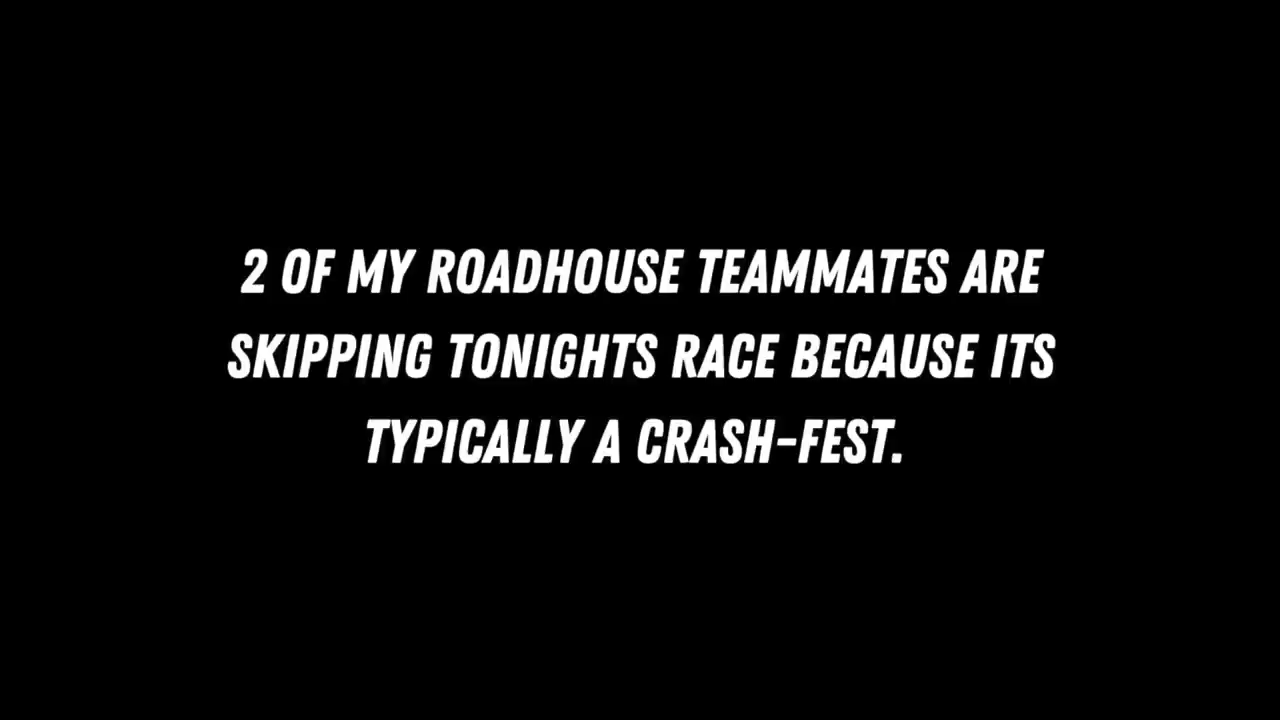 2 OF MY ROADHOUSE TEAMMATES ARE
SKIPPING TONIGHTS RACE BECAUSE ITS
TYPICALLY A CRASH-FEST.